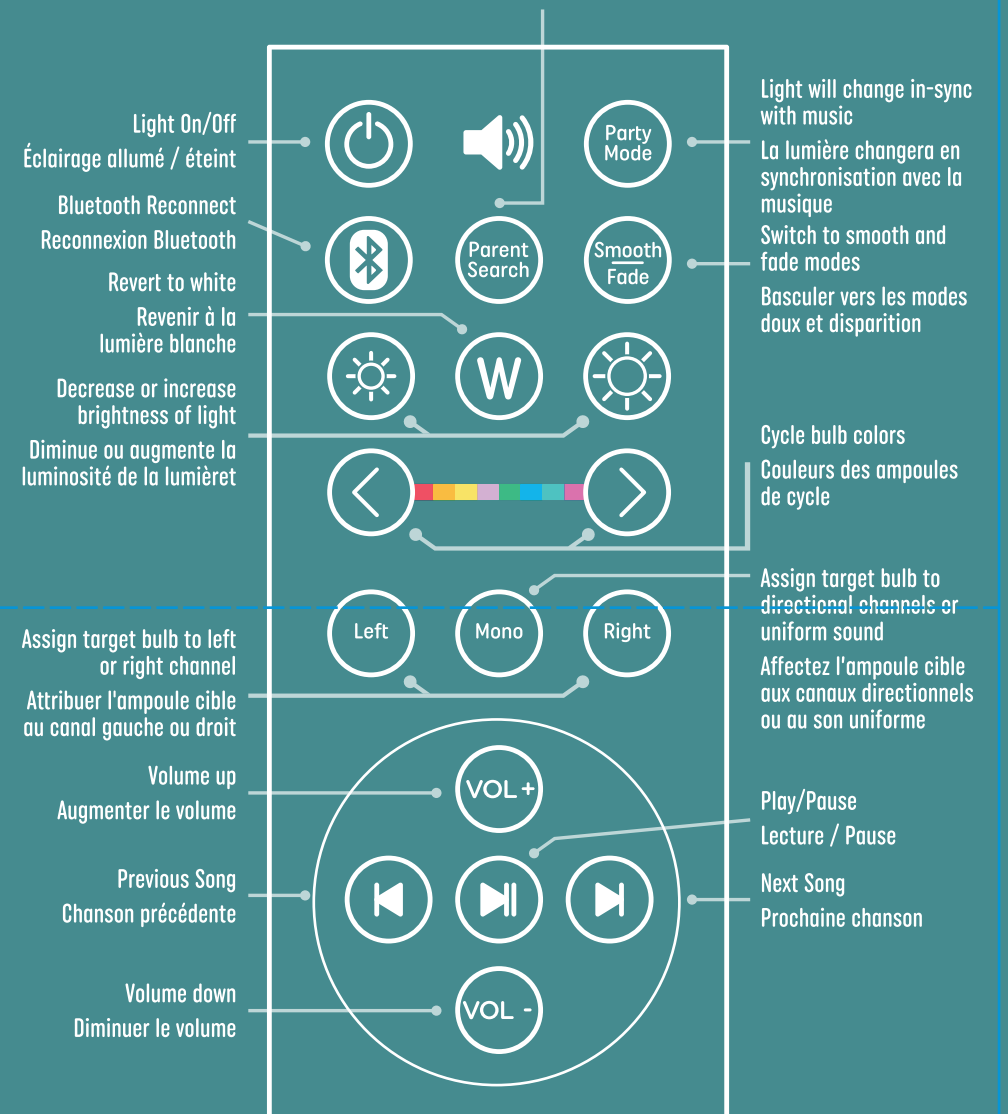 Light On/Off
Éclairage allumé / éteint
Bluetooth Reconnect
Reconnexion Bluetooth
Revert to white
Revenir à la
lumière blanche
Decrease or increase
brightness of light
Diminue ou augmente la
luminosité de la lumièret
Assign target bulb to left
or right channel
Attribuer l'ampoule cible
au canal gauche ou droit
Volume up
Augmenter le volume
Previous Song
Chanson précédente
Volume down
Diminuer le volume
Party
Mode
Parent
Search
Smooth
Fade
W
Left
Mono
Right
VOL +
VOL -
Light will change in-sync
with music
La lumière changera en
synchronisation avec la
musique
Switch to smooth and
fade modes
Basculer vers les modes
doux et disparition
Cycle bulb colors
Couleurs des ampoules
de cycle
Assign target bulb to
directional channels or
uniform sound
Affectez l'ampoule cible
aux canaux directionnels
ou au son uniforme
Play/Pause
Lecture / Pause
Next Song
Prochaine chanson